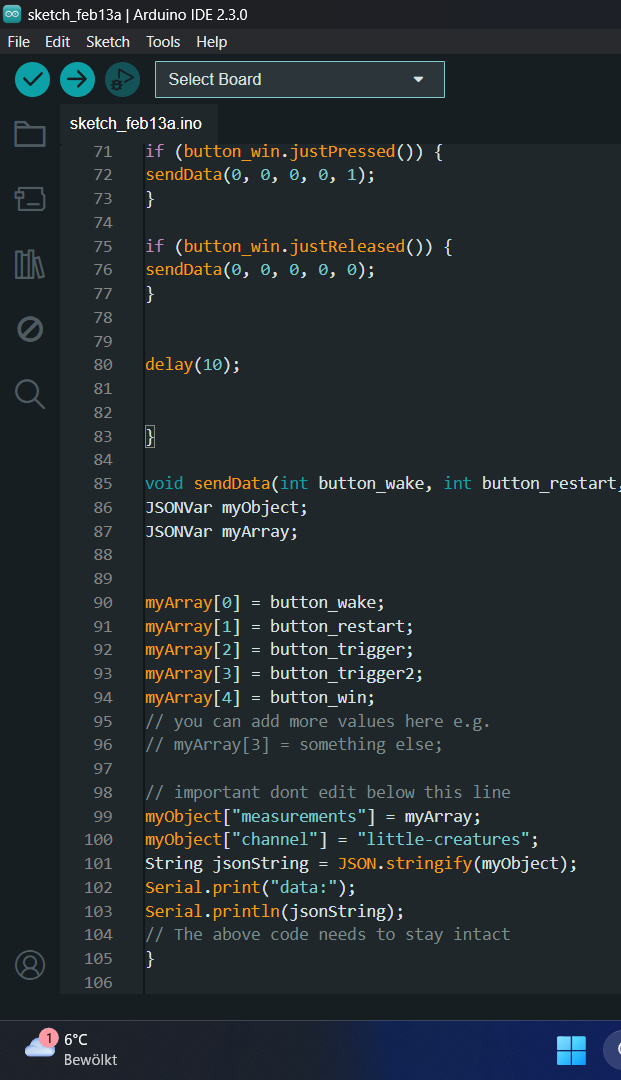 sketch_feb13a | Arduino IDE 2.3.0
File Edit Sketch Tools Help
Select Board
sketch_feb13a.ino
71 if (button_win.justPressed()) {
72 sendData(0, 0, 0, 0, 1);
73 }
74
75 if (button_win.justReleased()) {
76 sendData(0, 0, 0, 0, 0);
77 }
78
79
80 delay(10);
81
82
83 }
84
85 void sendData(int button_wake, int button_restart,
86 JSONVar myObject;
87 JSONVar myArray;
88
89
90 myArray[0] = button_wake;
91 myArray[1] = button_restart;
92 myArray[2] = button_trigger;
93 myArray[3] = button_trigger2;
94 myArray[4] = button_win;
95 // you can add more values here e.g.
96 // myArray[3] = something else;
97
98 // important dont edit below this line
99 myObject["measurements"] = myArray;
100 myObject["channel"] = "little-creatures";
101 String jsonString = JSON.stringify(myObject);
102 Serial.print("data:");
103 Serial.println(jsonString);
104 // The above code needs to stay intact
105 }
106
1
6°C
Bewölkt